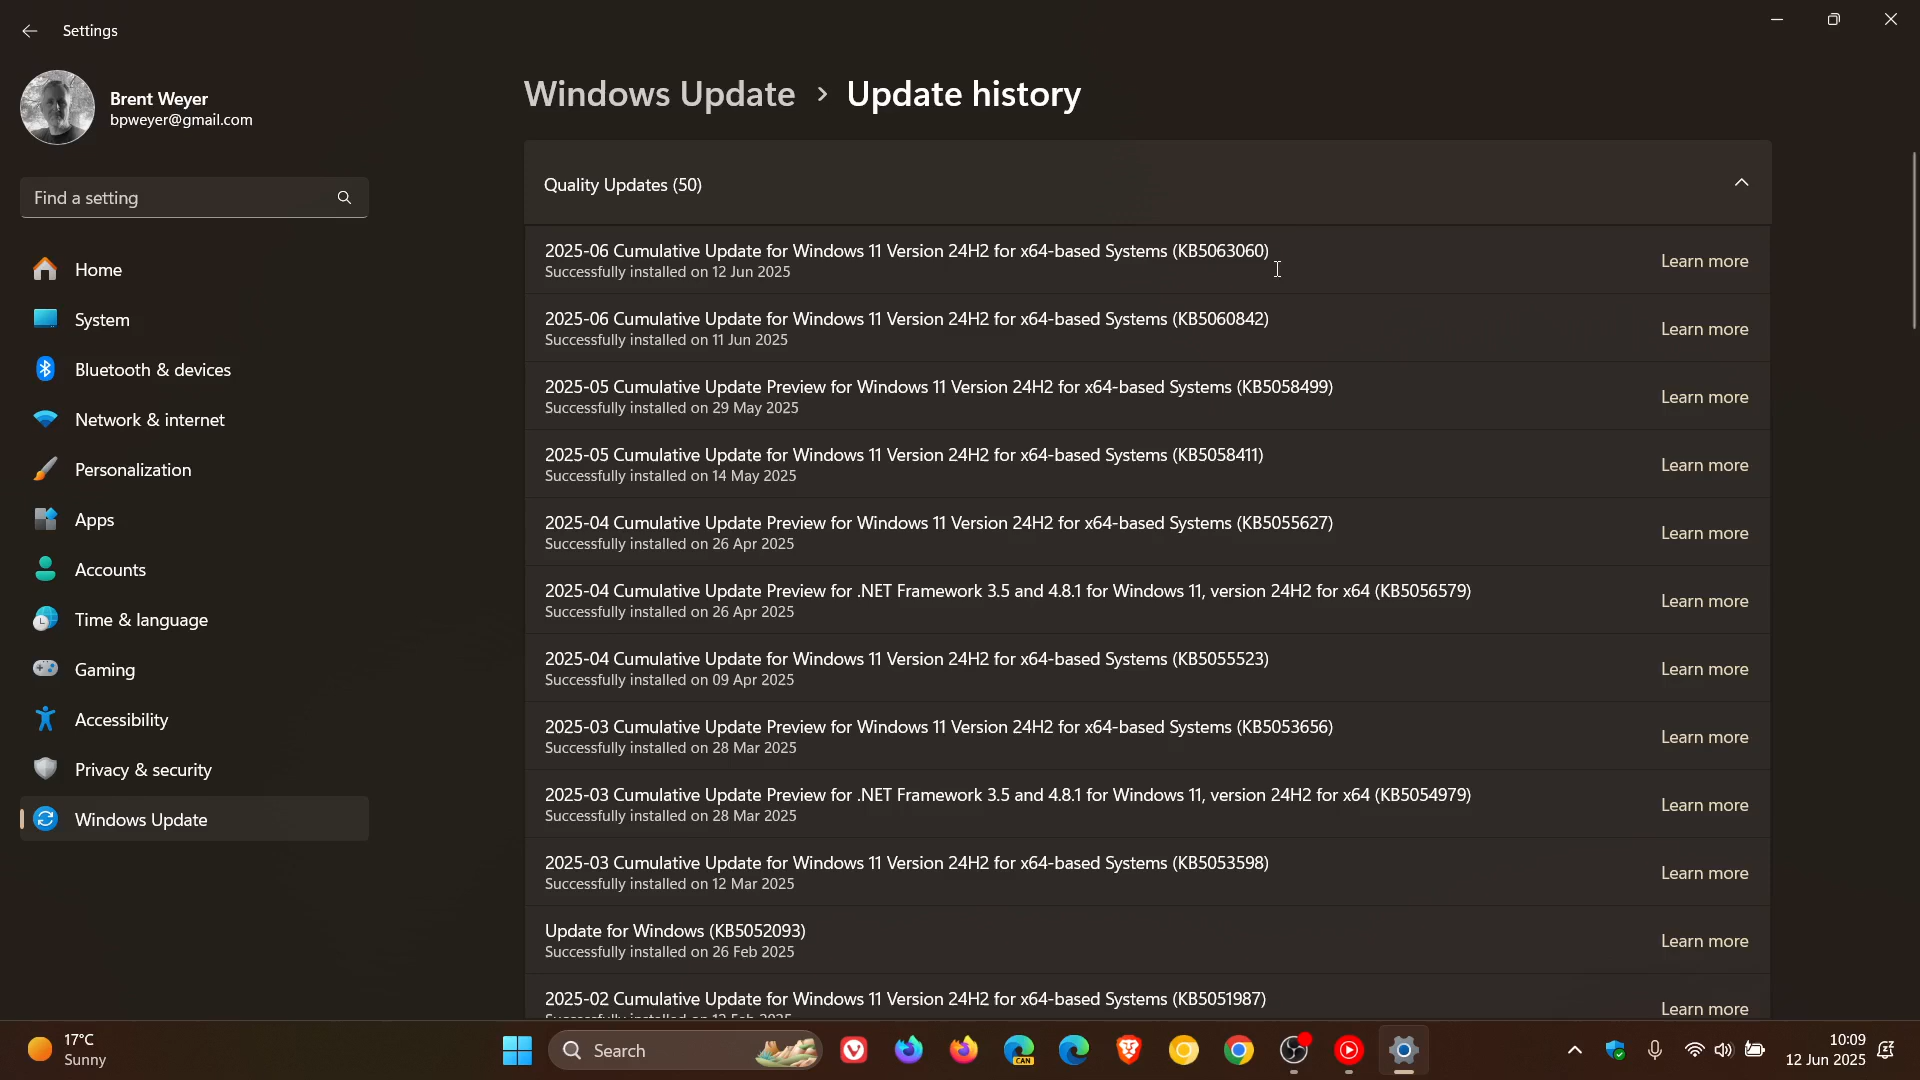 Settings
Brent Weyer
bpweyer@gmail.com
Find a setting
Home
System
Bluetooth & devices
Network & internet
Personalization
Apps
Accounts
Time & language
Gaming
Accessibility
Privacy & security
Windows Update
Windows Update > Update history
Quality Updates (50)
2025-06 Cumulative Update for Windows 11 Version 24H2 for x64-based Systems (KB5063060)
Successfully installed on 12 Jun 2025
Learn more
2025-06 Cumulative Update for Windows 11 Version 24H2 for x64-based Systems (KB5060842)
Successfully installed on 11 Jun 2025
Learn more
2025-05 Cumulative Update Preview for Windows 11 Version 24H2 for x64-based Systems (KB5058499)
Successfully installed on 29 May 2025
Learn more
2025-05 Cumulative Update for Windows 11 Version 24H2 for x64-based Systems (KB5058411)
Successfully installed on 14 May 2025
Learn more
2025-04 Cumulative Update Preview for Windows 11 Version 24H2 for x64-based Systems (KB5055627)
Successfully installed on 26 Apr 2025
Learn more
2025-04 Cumulative Update Preview for .NET Framework 3.5 and 4.8.1 for Windows 11, version 24H2 for x64 (KB5056579)
Successfully installed on 26 Apr 2025
Learn more
2025-04 Cumulative Update for Windows 11 Version 24H2 for x64-based Systems (KB5055523)
Successfully installed on 09 Apr 2025
Learn more
2025-03 Cumulative Update Preview for Windows 11 Version 24H2 for x64-based Systems (KB5053656)
Successfully installed on 28 Mar 2025
Learn more
2025-03 Cumulative Update Preview for .NET Framework 3.5 and 4.8.1 for Windows 11, version 24H2 for x64 (KB5054979)
Successfully installed on 28 Mar 2025
Learn more
2025-03 Cumulative Update for Windows 11 Version 24H2 for x64-based Systems (KB5053598)
Successfully installed on 12 Mar 2025
Learn more
Update for Windows (KB5052093)
Successfully installed on 26 Feb 2025
Learn more
2025-02 Cumulative Update for Windows 11 Version 24H2 for x64-based Systems (KB5051987)
Successfully installed on 
Learn more
17°C
Sunny
Search
CAN
10:09
12 Jun 2025